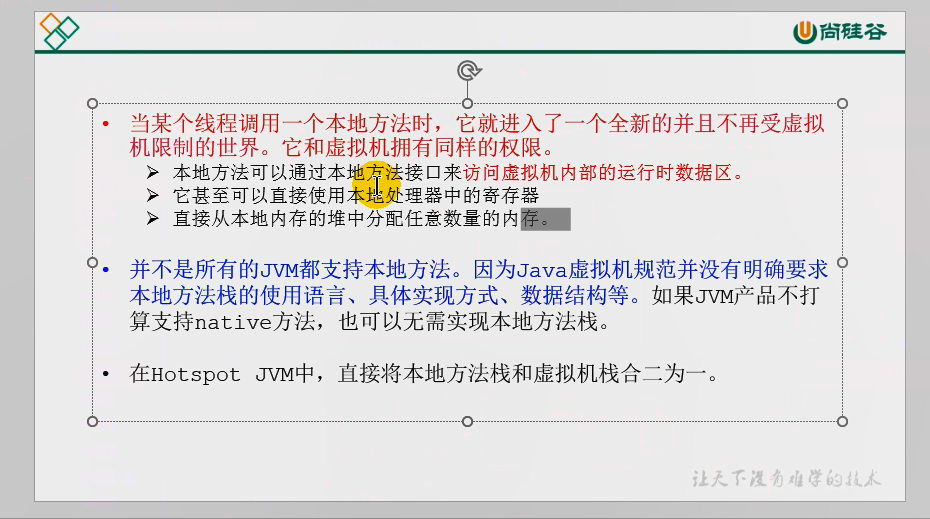 尚硅谷
• 当某个线程调用一个本地方法时，它就进入了一个全新的并且不再受虚拟
机限制的世界。它和虚拟机拥有同样的权限。
➢ 本地方法可以通过本地方法接口来访问虚拟机内部的运行时数据区。
➢ 它甚至可以直接使用本地处理器中的寄存器
➢ 直接从本地内存的堆中分配任意数量的内存。
• 并不是所有的JVM都支持本地方法。因为Java虚拟机规范并没有明确要求
本地方法栈的使用语言、具体实现方式、数据结构等。如果JVM产品不打
算支持native方法，也可以无需实现本地方法栈。
• 在Hotspot JVM中，直接将本地方法栈和虚拟机栈合二为一。
让天下没有难学的技术